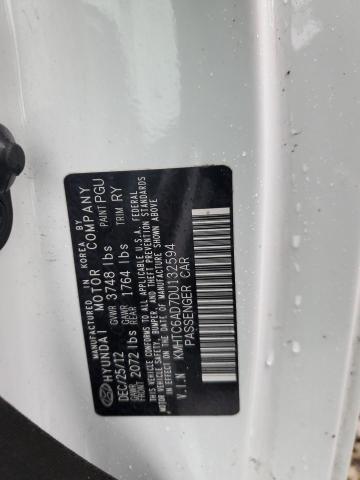 MANUFACTURED IN KOREA BY
HYUNDAI MOTOR COMPANY
DEC/25/12 GVWR 3748 lbs PAINT PGU
GAWR FRONT 2072 lbs GAWR REAR 1764 lbs TRIM RY
THIS VEHICLE CONFORMS TO ALL APPLICABLE U.S.A. FEDERAL
MOTOR VEHICLE SAFETY, BUMPER, AND THEFT PREVENTION STANDARDS
IN EFFECT ON THE DATE OF MANUFACTURE SHOWN ABOVE
V.I.N KMHTC6AD7DU132594
PASSENGER CAR